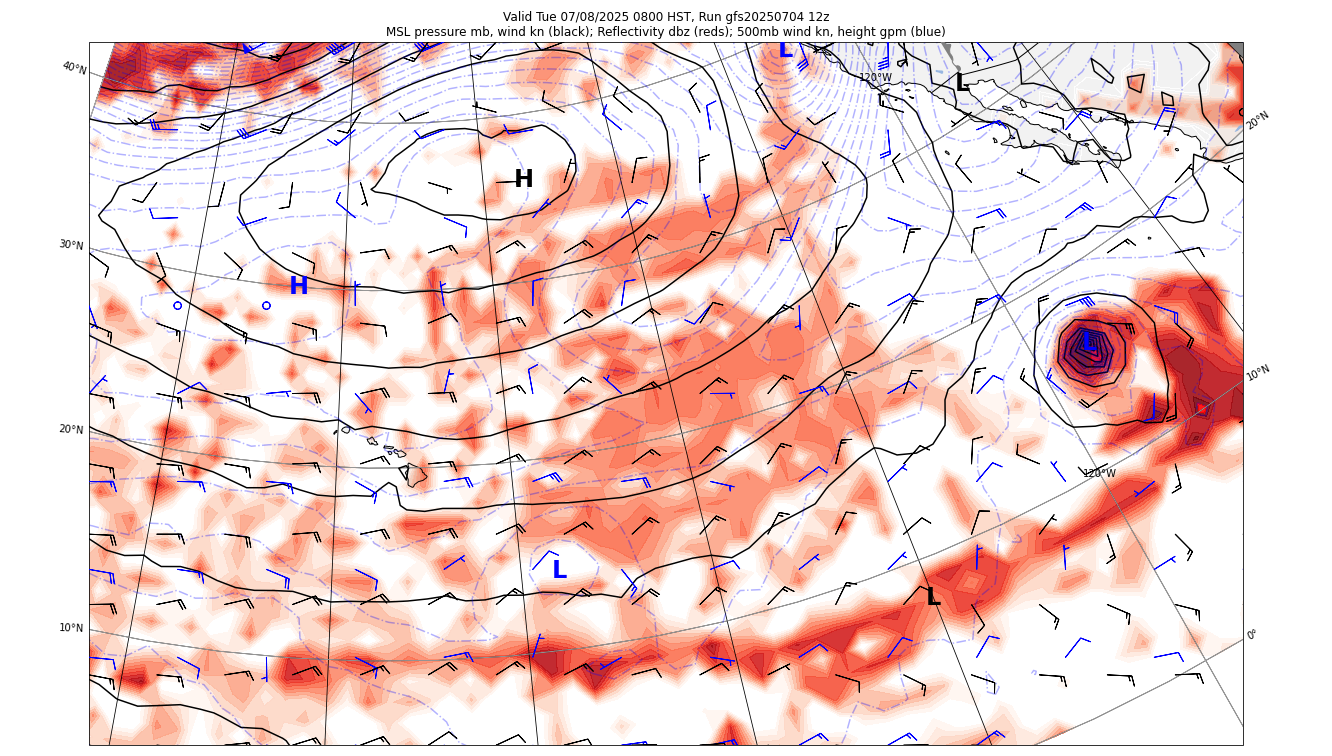 Valid Tue 07/08/2025 0800 HST, Run gfs20250704 12z
MSL pressure mb, wind kn (black); Reflectivity dbz (reds); 500mb wind kn, height gpm (blue)
L
40°N
120°W
L
20°N
H
30°N
H
L
10°N
20°N
120°W
L
L
10°N
0°